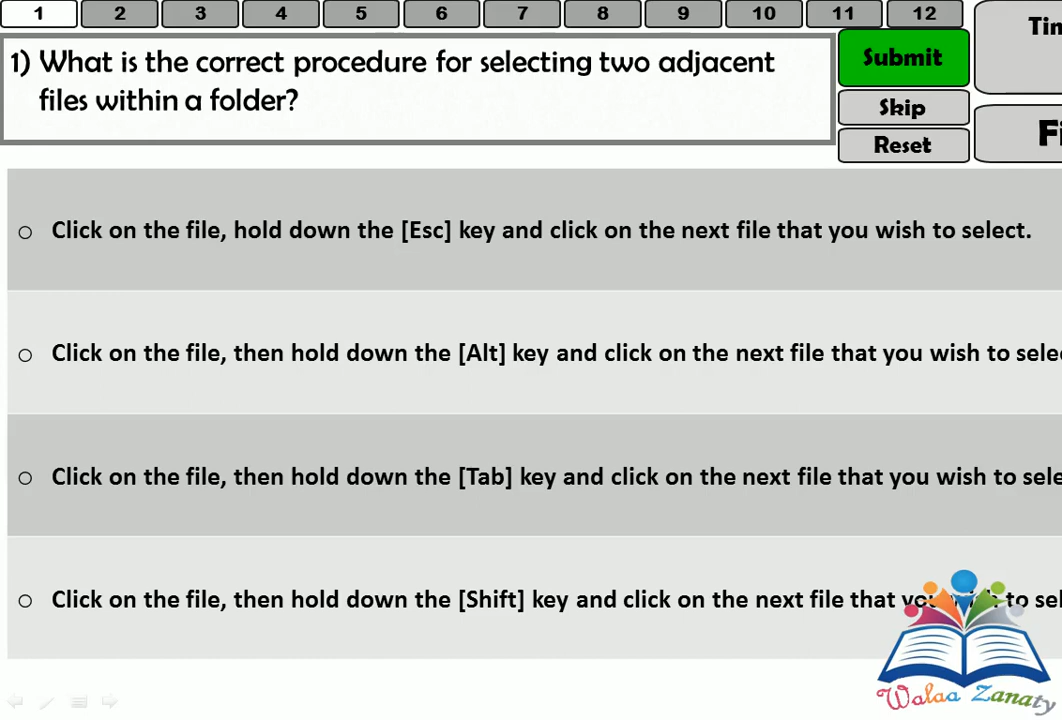 1 2 3 4 5 6 7 8 9 10 11 12
1) What is the correct procedure for selecting two adjacent
files within a folder?
Submit
Skip
Reset
Click on the file, hold down the [Esc] key and click on the next file that you wish to select.
Click on the file, then hold down the [Alt] key and click on the next file that you wish to
Click on the file, then hold down the [Tab] key and click on the next file that you wish to
Click on the file, then hold down the [Shift] key and click on the next file that you wish to
Walaa Zanaty